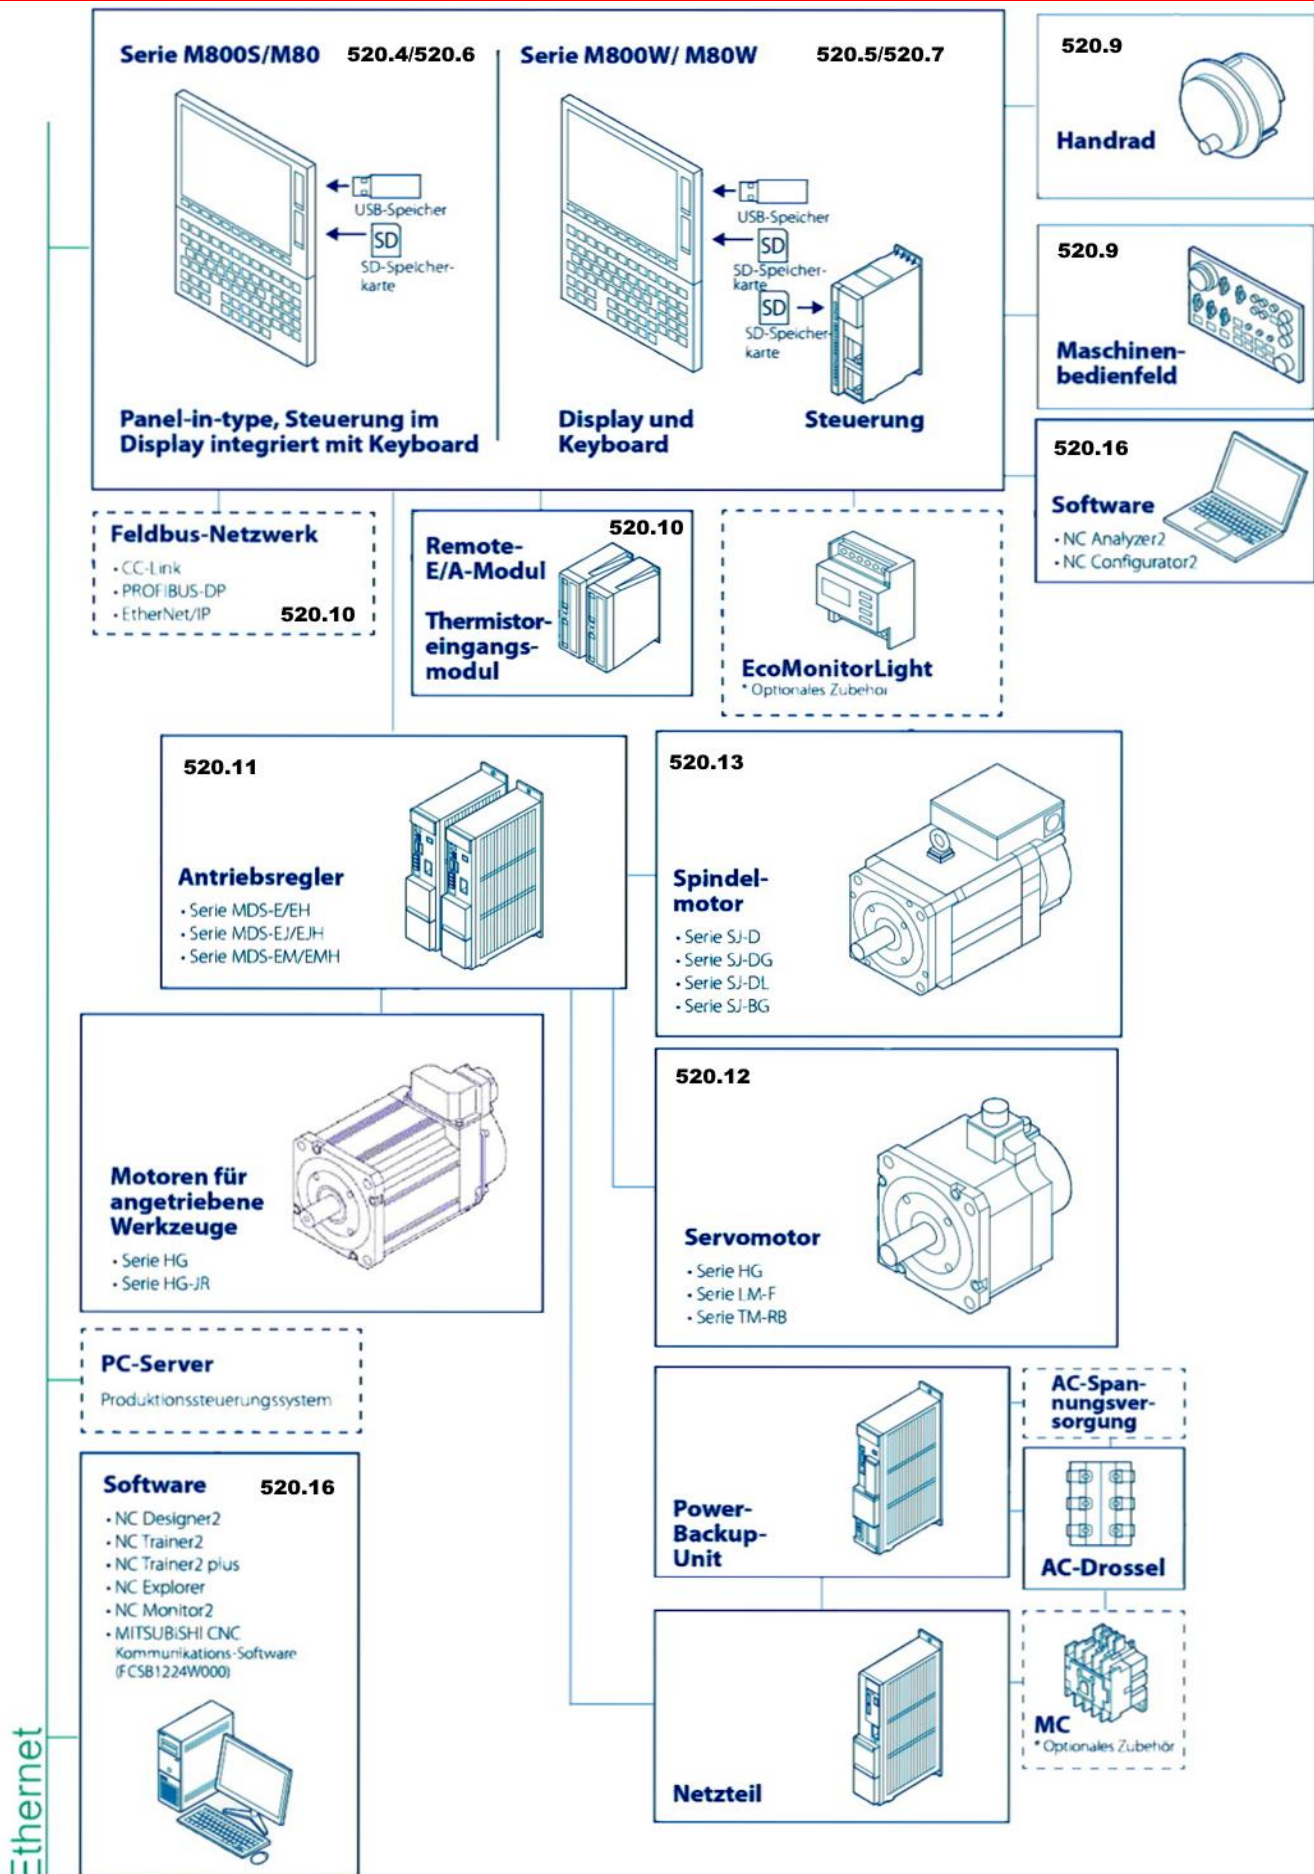 Serie M800S/M80
520.4/520.6
Serie M800W/ M80W
520.5/520.7
USB-Speicher
SD
SD-Speicher-
karte
USB-Speicher
SD
SD-Speicher-
karte
SD
SD-Speicher-
karte
Panel-in-type, Steuerung im
Display integriert mit Keyboard
Display und
Keyboard
Steuerung
520.9
Handrad
520.9
Maschinen-
bedienfeld
520.16
Software
• NC Analyzer2
• NC Configurator2
Feldbus-Netzwerk
• CC-Link
• PROFIBUS-DP
• EtherNet/IP
520.10
520.10
Remote-
E/A-Modul
Thermistor-
eingangs-
modul
EcoMonitorLight
* Optionales Zubehör
520.11
Antriebsregler
• Serie MDS-E/EH
• Serie MDS-EJ/EJH
• Serie MDS-EM/EMH
520.13
Spindel-
motor
• Serie SJ-D
• Serie SJ-DG
• Serie SJ-DL
• Serie SJ-BG
Motoren für
angetriebene
Werkzeuge
• Serie HG
• Serie HG-JR
520.12
Servomotor
• Serie HG
• Serie LM-F
• Serie TM-RB
PC-Server
Produktionssteuerungssystem
Software
520.16
• NC Designer2
• NC Trainer2
• NC Trainer2 plus
• NC Explorer
• NC Monitor2
• MITSUBISHI CNC
Kommunikations-Software
(FCSB1224W000)
Power-
Backup-
Unit
AC-Span-
nungsver-
sorgung
AC-Drossel
Netzteil
MC
* Optionales Zubehör
Ethernet